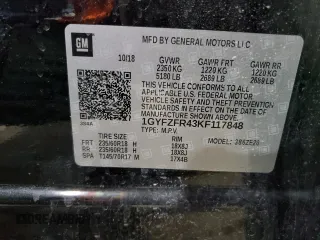 GM
MFD BY GENERAL MOTORS LLC
10/18
GVWR GAWR FRT GAWR RR
2350 KG 1220 KG 1220 KG
5180 LB 2689 LB 2689 LB
THIS VEHICLE CONFORMS TO ALL
APPLICABLE U.S. FEDERAL MOTOR
VEHICLE SAFETY AND THEFT
PREVENTION STANDARDS IN
EFFECT ON THE DATE OF
MANUFACTURE SHOWN ABOVE.
1GYFZFR43KF117848
TYPE: M.P.V.
TIRE SIZE RIM MODEL:
FRT 235/60R18 H 18X8J
RR 235/60R18 H 18X8J
SPA T145/70R17 M 17X4B